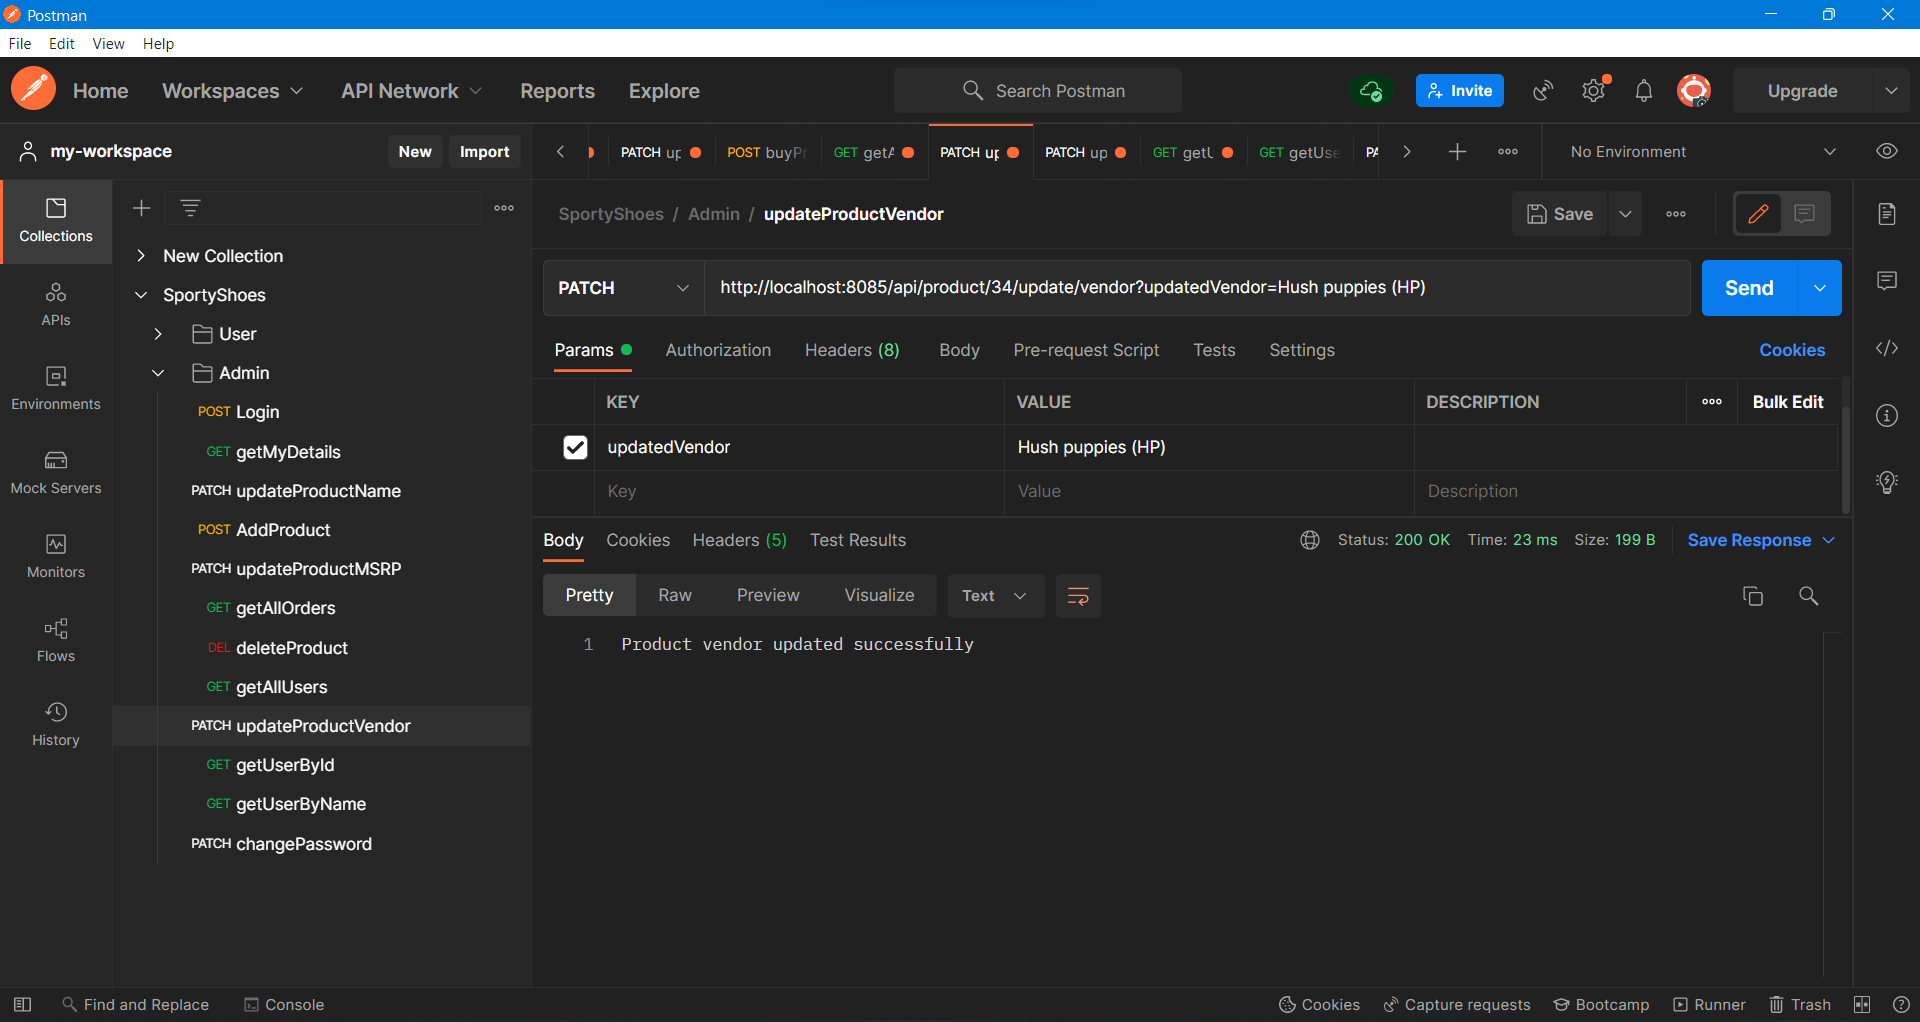 Postman
File Edit View Help
Home Workspaces API Network Reports Explore Search Postman Invite Upgrade
my-workspace New Import
PATCH up POST buyPr GET getA PATCH up PATCH up GET getU GET getUse PA No Environment
Collections
APIs
Environments
Mock Servers
Monitors
Flows
History
New Collection
SportyShoes
User
Admin
POST Login
GET getMyDetails
PATCH updateProductName
POST AddProduct
PATCH updateProductMSRP
GET getAllOrders
DEL deleteProduct
GET getAllUsers
PATCH updateProductVendor
GET getUserById
GET getUserByName
PATCH changePassword
SportyShoes / Admin / updateProductVendor Save
PATCH http://localhost:8085/api/product/34/update/vendor?updatedVendor=Hush puppies (HP) Send
Params Authorization Headers (8) Body Pre-request Script Tests Settings Cookies
KEY VALUE DESCRIPTION Bulk Edit
updatedVendor Hush puppies (HP)
Key Value Description
Body Cookies Headers (5) Test Results Status: 200 OK Time: 23 ms Size: 199 B Save Response
Pretty Raw Preview Visualize Text
1 Product vendor updated successfully
Find and Replace Console Cookies Capture requests Bootcamp Runner Trash